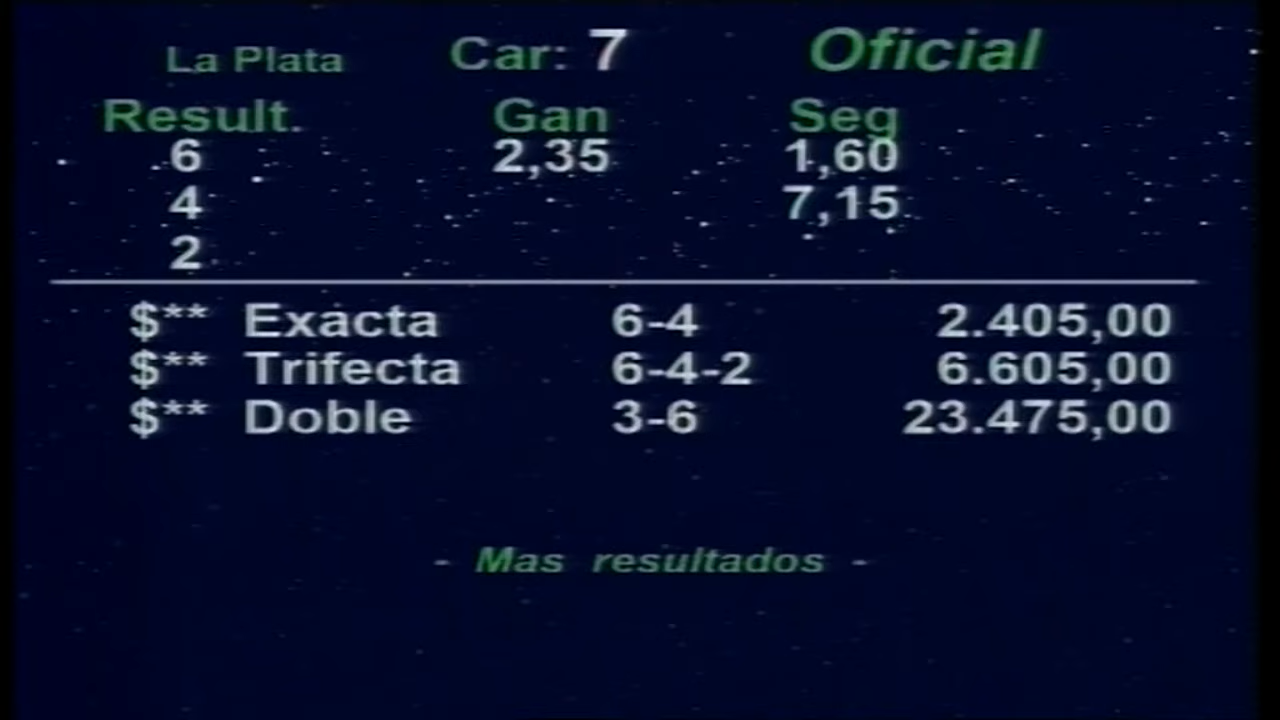 La Plata Car: 7 Oficial
Result. Gan Seg
6 2,35 1,60
4 7,15
2
$** Exacta 6-4 2.405,00
$** Trifecta 6-4-2 6.605,00
$** Doble 3-6 23.475,00
- Mas resultados -